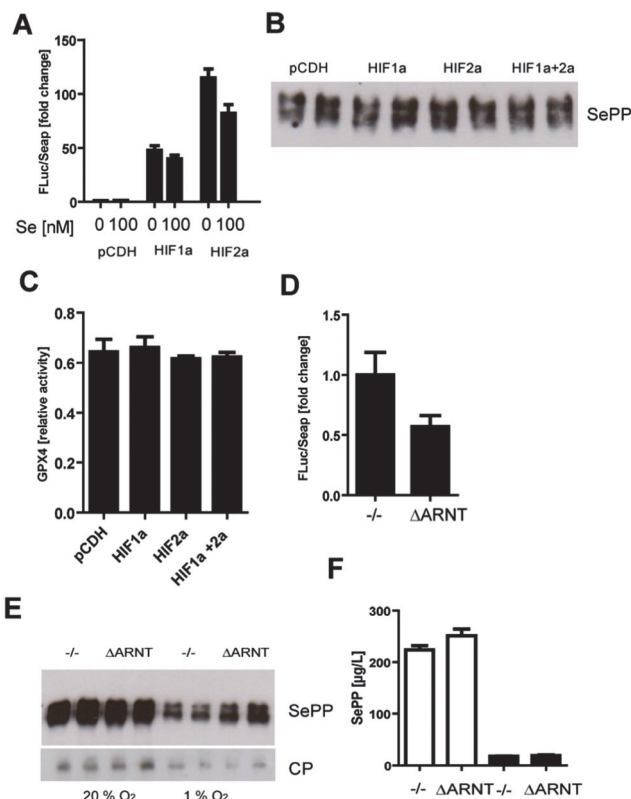 A
FLuc/Seap [fold change]
150
100
50
0
Se [nM]
0 100 0 100 0 100
pCDH HIF1a HIF2a
B
pCDH HIF1a HIF2a HIF1a+2a
SePP
C
GPX4 [relative activity]
0.8
0.6
0.4
0.2
0.0
pCDH
HIF1a
HIF2a
HIF1a +2a
D
FLuc/Seap [fold change]
1.5
1.0
0.5
0.0
-/- ΔARNT
E
-/- ΔARNT -/- ΔARNT
SePP
CP
20 % O₂ 1 % O₂
F
SePP [µg/L]
300
200
100
0
-/- ΔARNT -/- ΔARNT